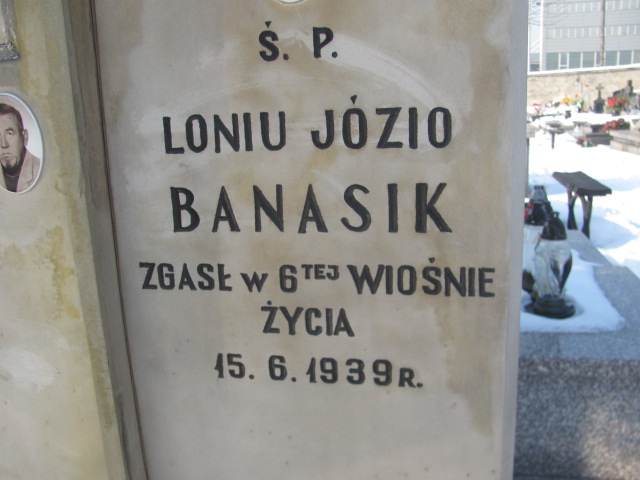 Ś. P.
LONIU JÓZIO
BANASIK
ZGASŁ W 6TEJ WIOŚNIE
ŻYCIA
15. 6. 1939 R.